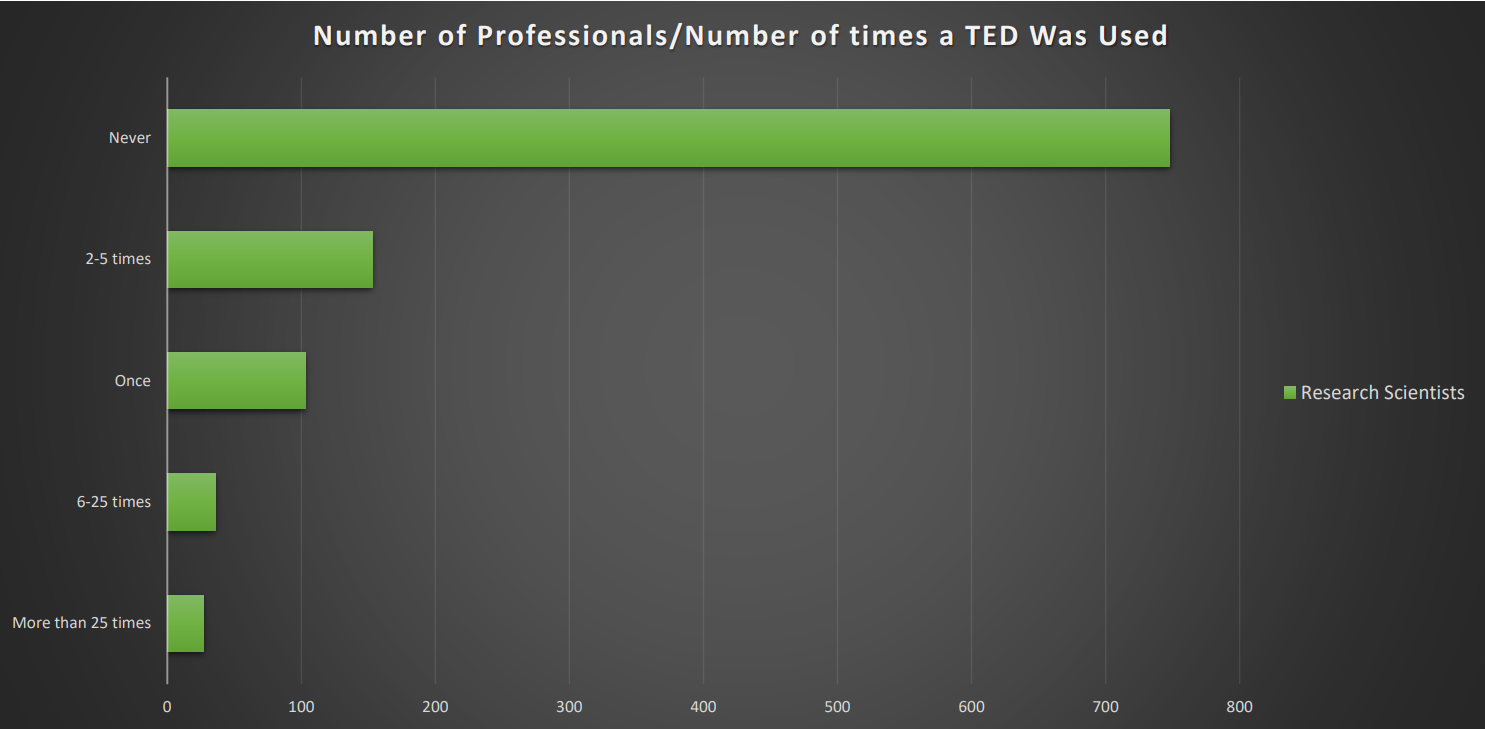 Number of Professionals/Number of times a TED Was Used
Never
2-5 times
Once
6-25 times
More than 25 times
0 100 200 300 400 500 600 700 800
Research Scientists